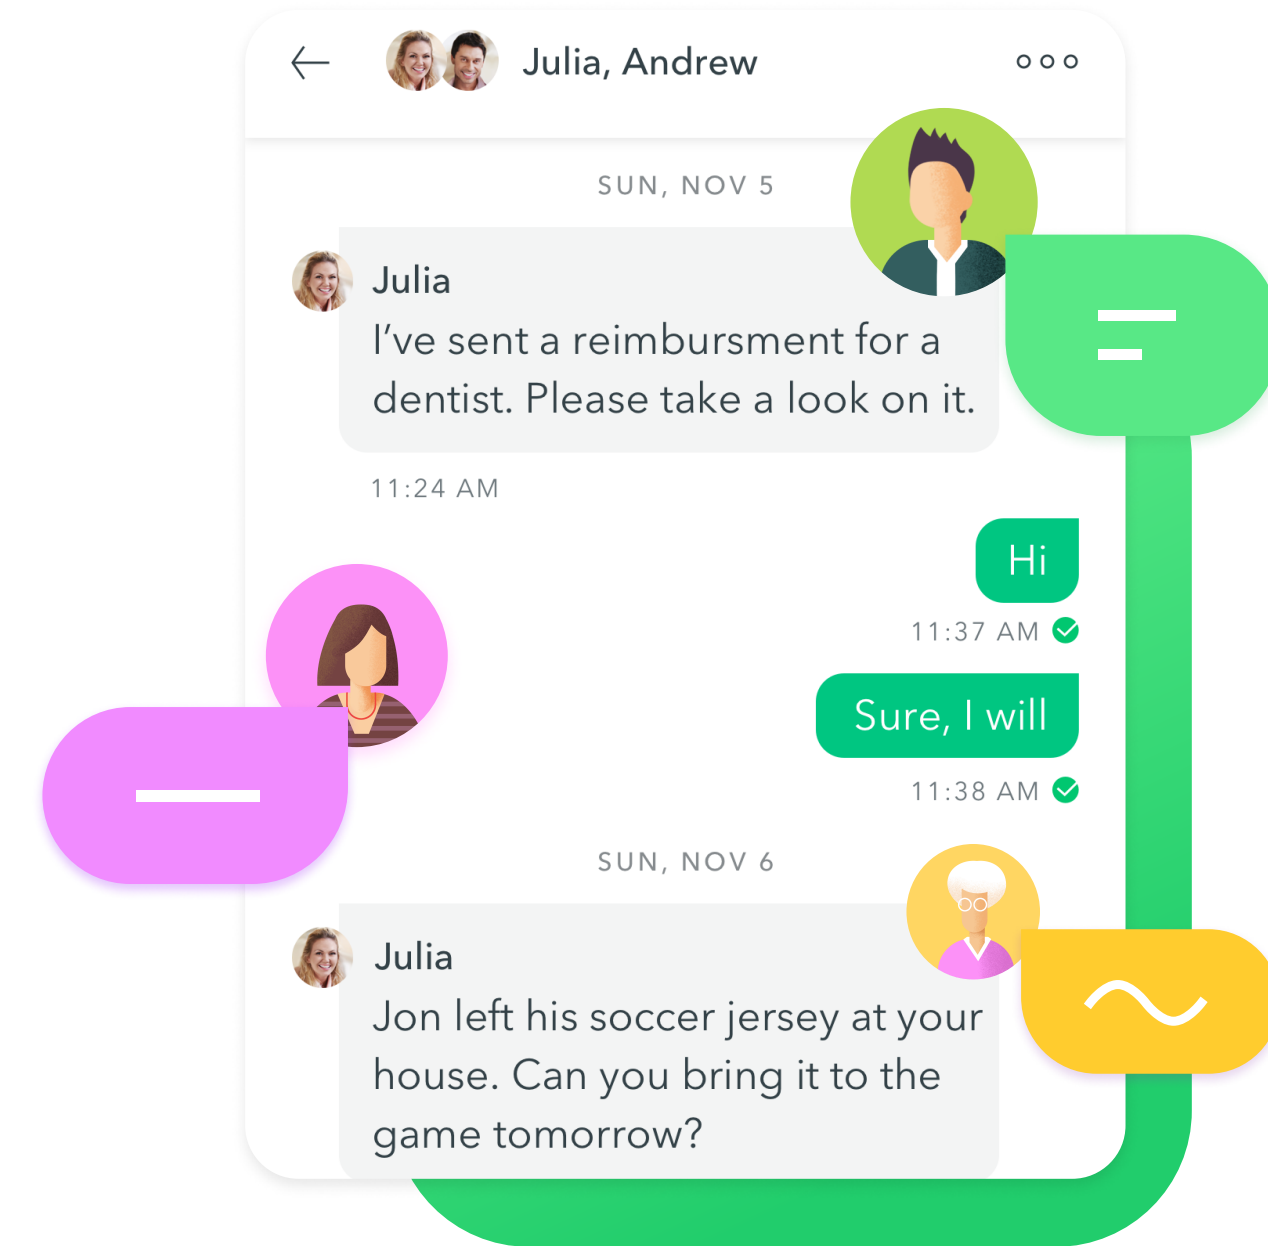 Julia, Andrew
SUN, NOV 5
Julia
I’ve sent a reimbursment for a
dentist. Please take a look on it.
11:24 AM
Hi
11:37 AM
Sure, I will
11:38 AM
SUN, NOV 6
Julia
Jon left his soccer jersey at your
house. Can you bring it to the
game tomorrow?